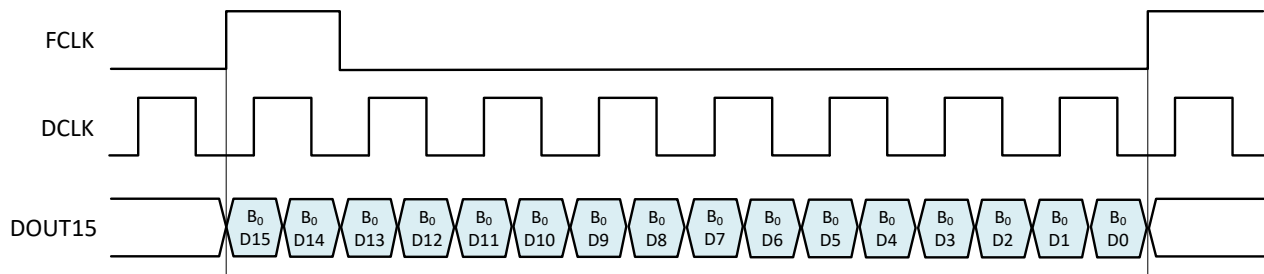 FCLK
DCLK
DOUT15
B₀ B₀ B₀ B₀ B₀ B₀ B₀ B₀ B₀ B₀ B₀ B₀ B₀ B₀ B₀ B₀
D15 D14 D13 D12 D11 D10 D9 D8 D7 D6 D5 D4 D3 D2 D1 D0